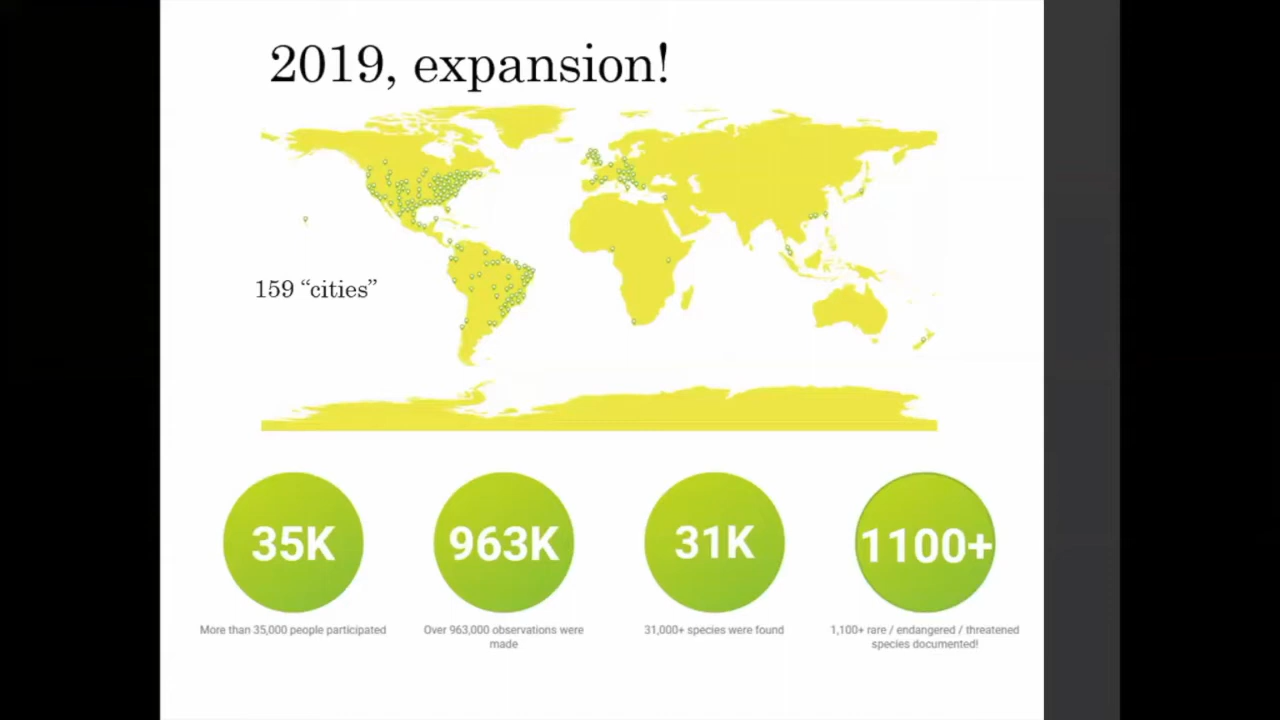 2019, expansion!
159 “cities”
35K
963K
31K
1100+
More than 35,000 people participated
Over 963,000 observations were
made
31,000+ species were found
1,100+ rare / endangered / threatened
species documented!